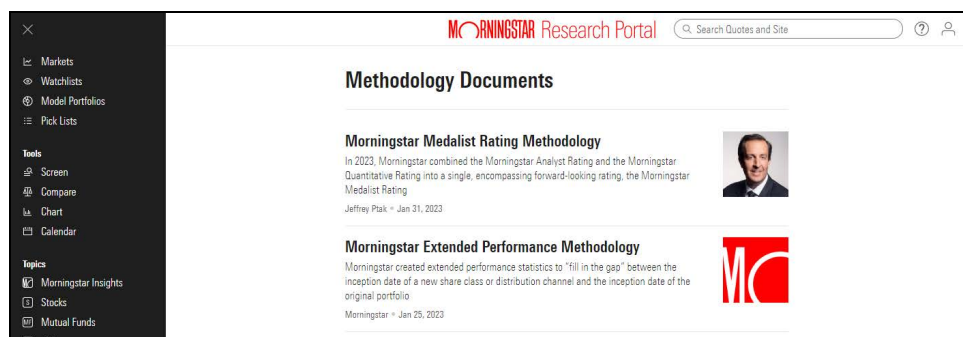 MORNINGSTAR Research Portal
Search Quotes and Site
Markets
Watchlists
Model Portfolios
Pick Lists
Tools
Screen
Compare
Chart
Calendar
Topics
Morningstar Insights
Stocks
Mutual Funds
Methodology Documents
Morningstar Medalist Rating Methodology
In 2023, Morningstar combined the Morningstar Analyst Rating and the Morningstar
Quantitative Rating into a single, encompassing forward-looking rating, the Morningstar
Medalist Rating
Jeffrey Ptak • Jan 31, 2023
Morningstar Extended Performance Methodology
Morningstar created extended performance statistics to “fill in the gap” between the
inception date of a new share class or distribution channel and the inception date of the
original portfolio
Morningstar • Jan 25, 2023